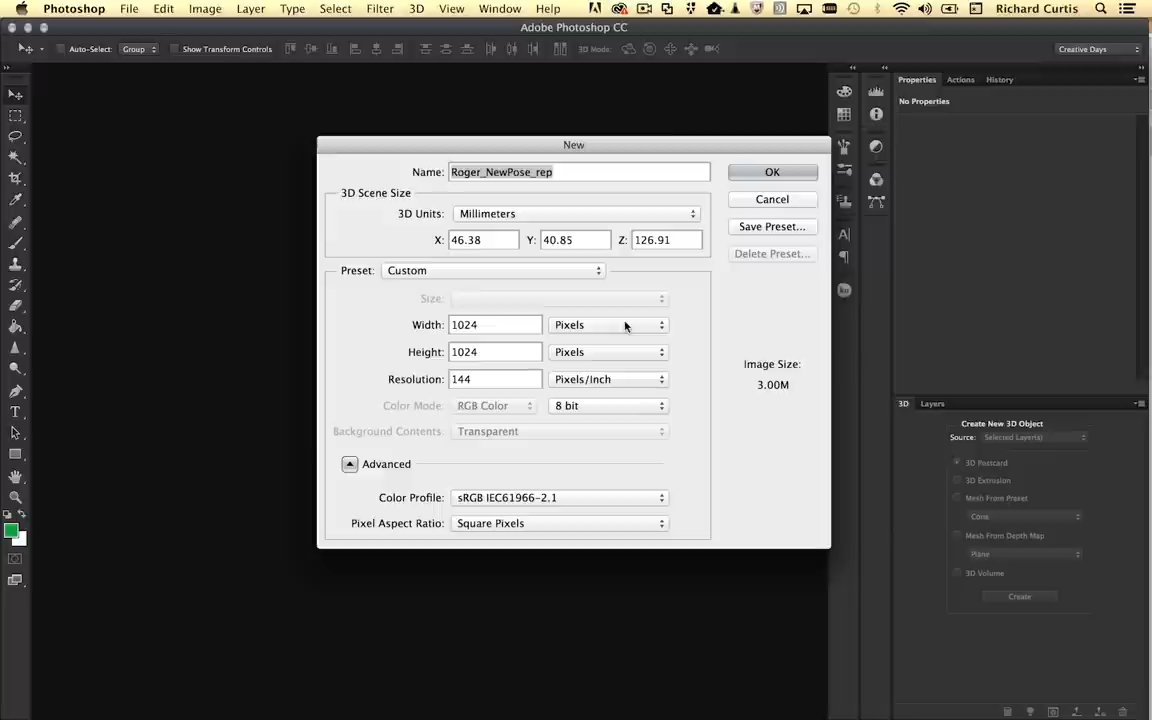 Photoshop File Edit Image Layer Type Select Filter 3D View Window Help Richard Curtis
Adobe Photoshop CC
Auto-Select: Group Show Transform Controls 3D Mode: Creative Days
Properties Actions History
No Properties
New
Name: Roger_NewPose_rep OK
3D Scene Size
Cancel
3D Units: Millimeters
Save Preset...
X: 46.38 Y: 40.85 Z: 126.91
Delete Preset...
Preset: Custom
Size:
Width: 1024 Pixels
Height: 1024 Pixels
Image Size:
Resolution: 144 Pixels/Inch
3.00M
Color Mode: RGB Color 8 bit
Background Contents: Transparent
Advanced
Color Profile: sRGB IEC61966-2.1
Pixel Aspect Ratio: Square Pixels
3D Layers
Create New 3D Object
Source: Selected Layer(s)
3D Postcard
3D Extrusion
Mesh From Preset
Cone
Mesh From Depth Map
Plane
3D Volume
Create